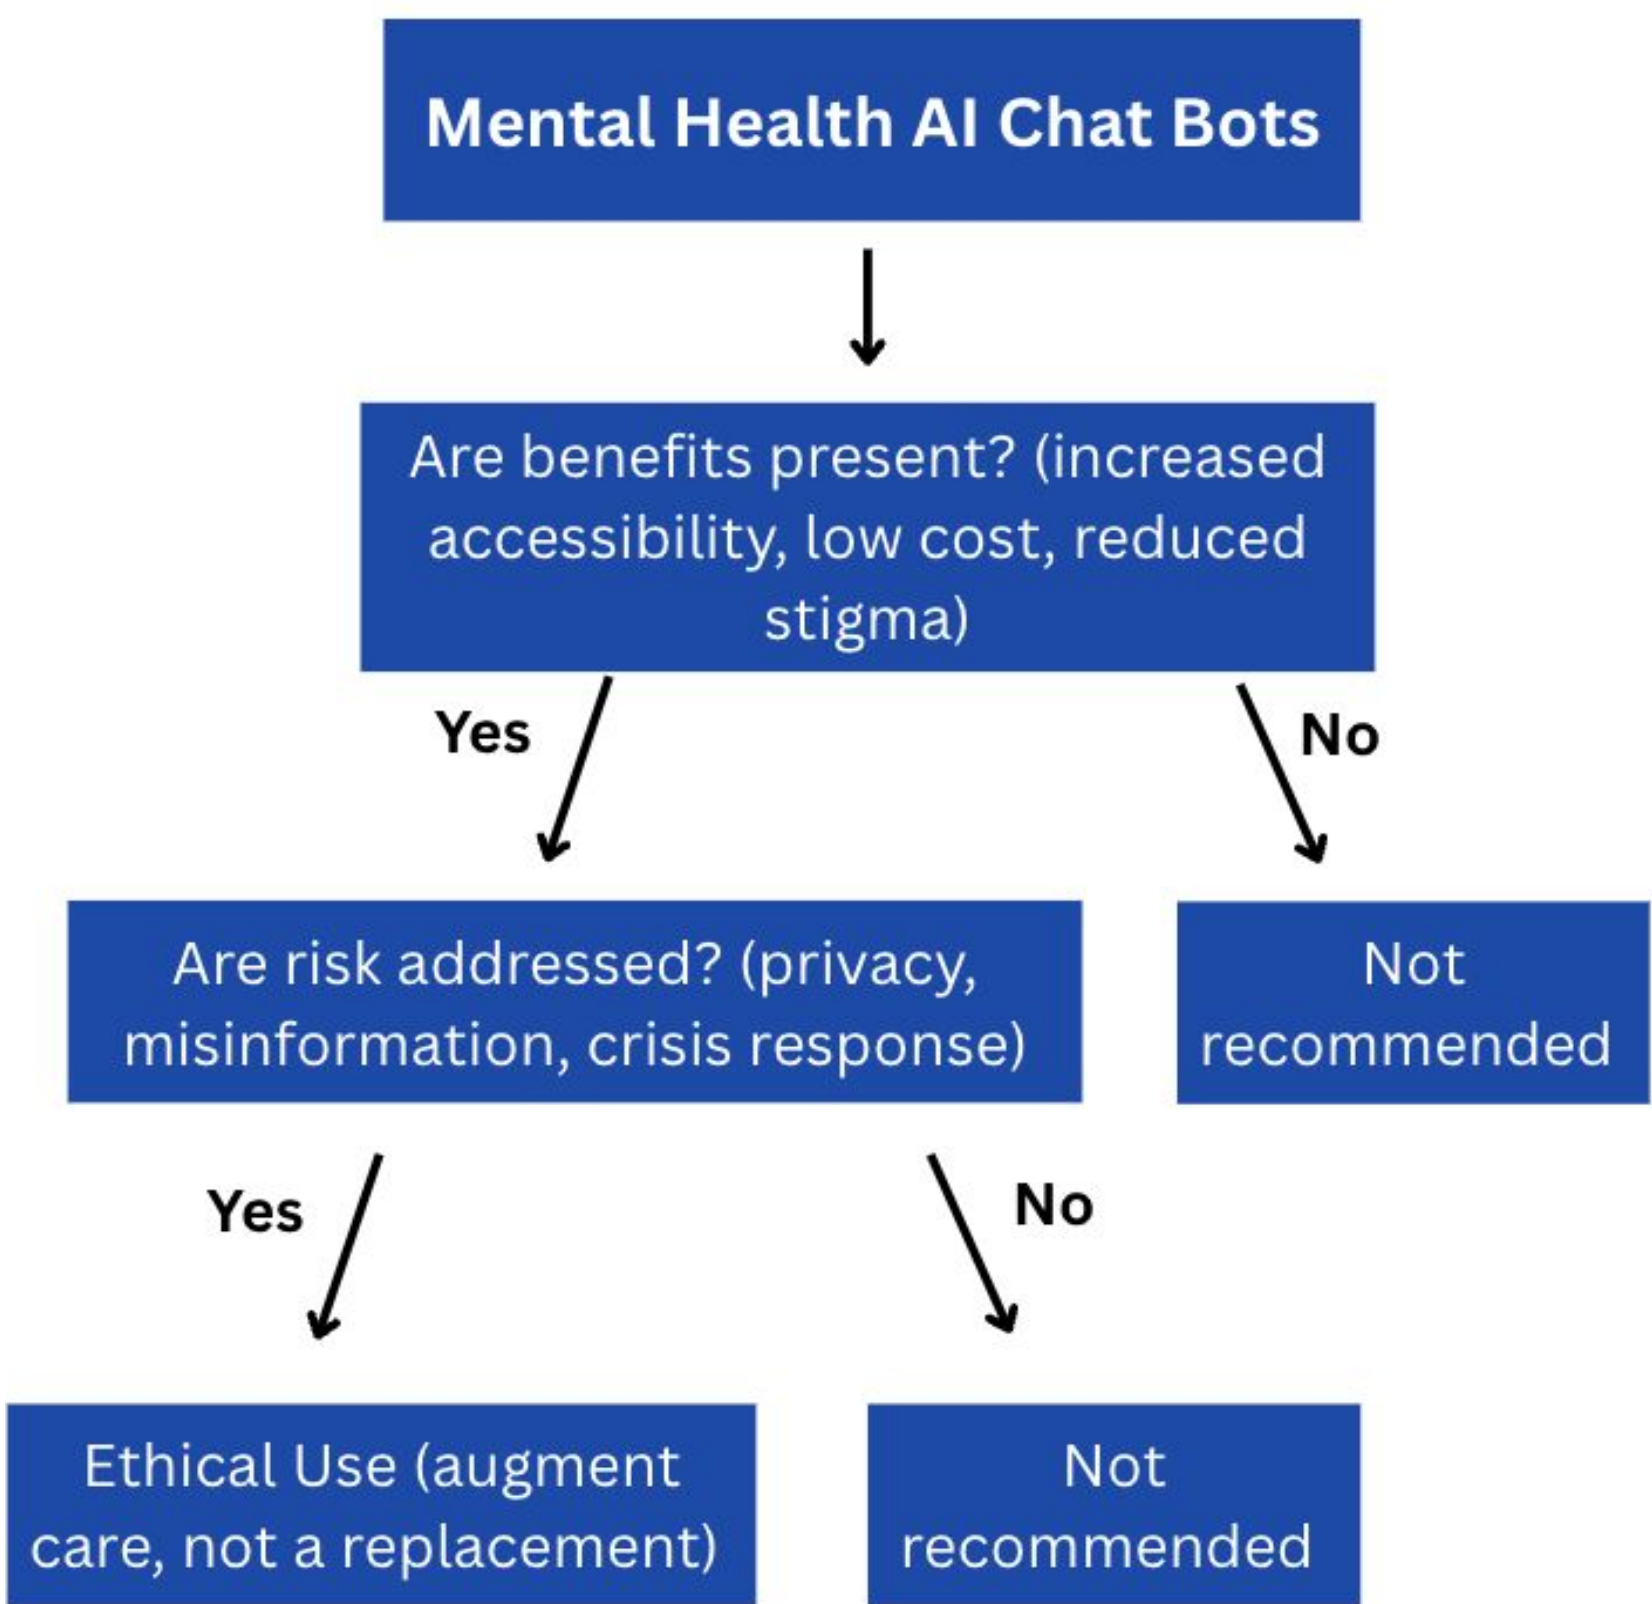 Mental Health AI Chat Bots
Are benefits present? (increased
accessibility, low cost, reduced
stigma)
Yes
No
Are risk addressed? (privacy,
misinformation, crisis response)
Not
recommended
Yes
No
Ethical Use (augment
care, not a replacement)
Not
recommended